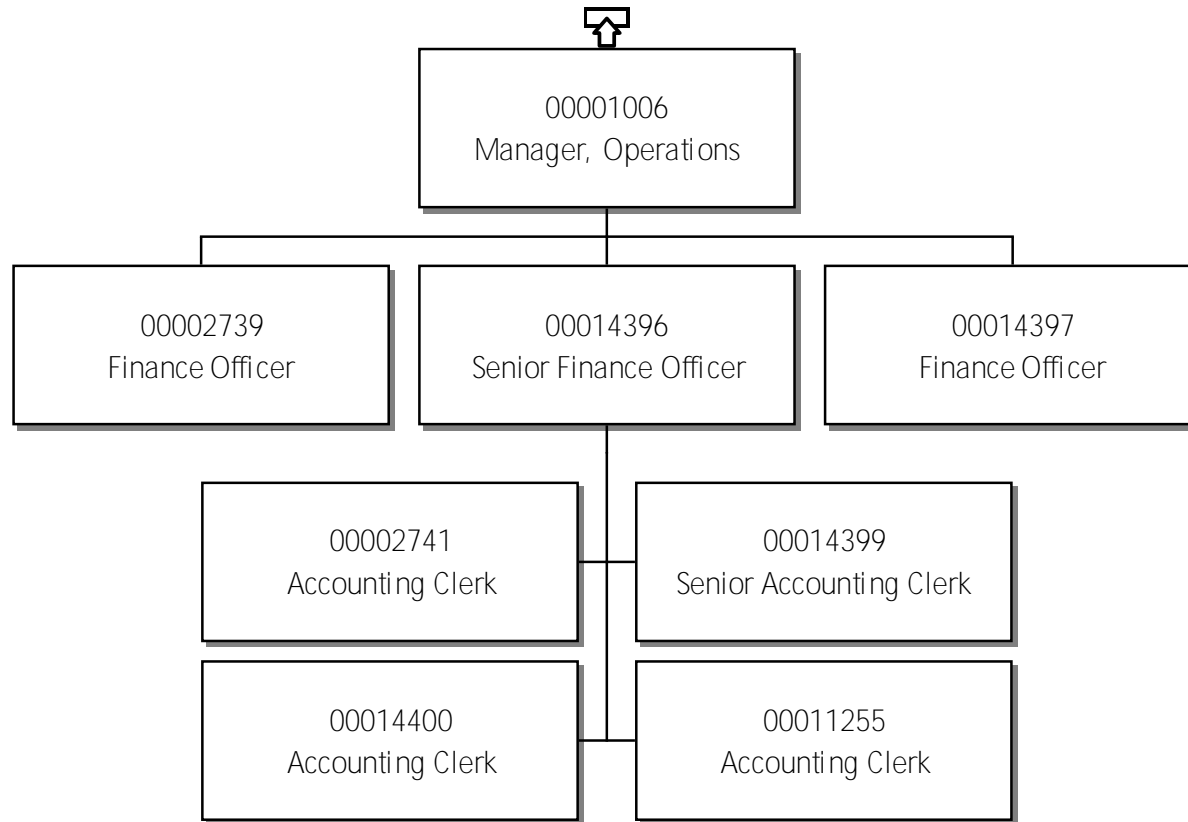 00001006
Manager, Operations
00002739
Finance Officer
00014396
Senior Finance Officer
00014397
Finance Officer
00002741
Accounting Clerk
00014399
Senior Accounting Clerk
00014400
Accounting Clerk
00011255
Accounting Clerk